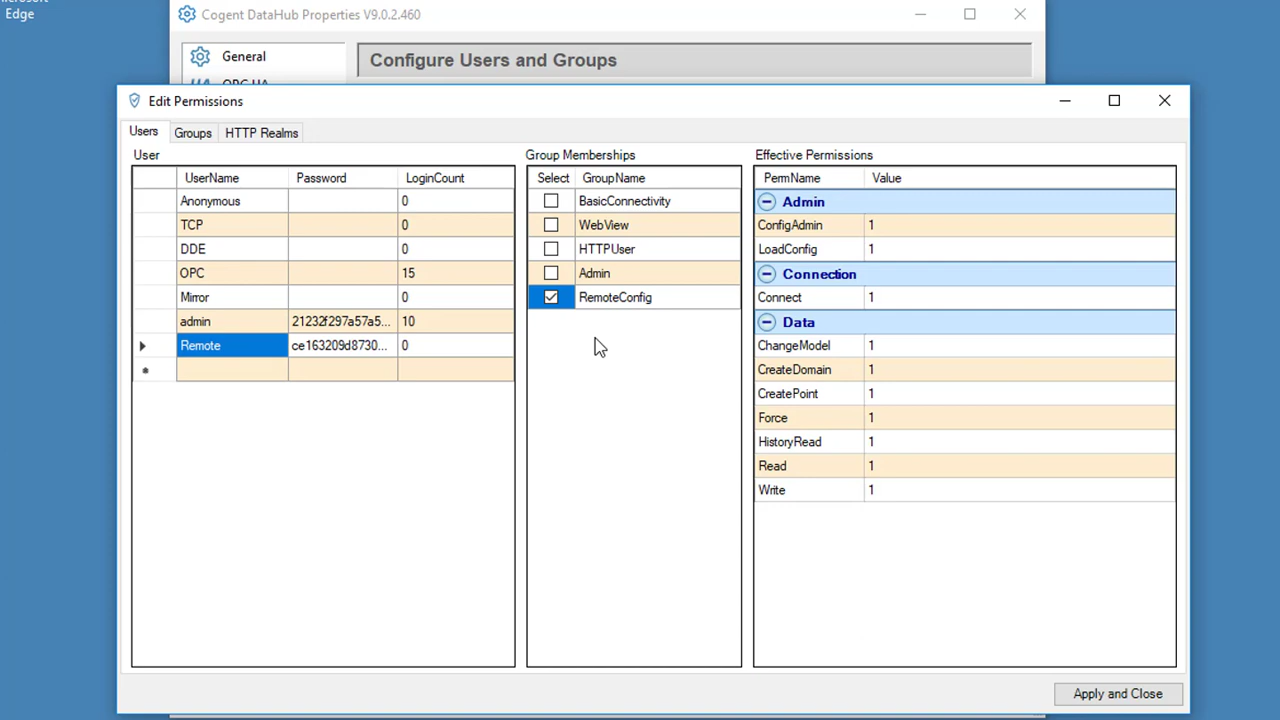 Edge
Cogent DataHub Properties V9.0.2.460
General
Configure Users and Groups
Edit Permissions
Users Groups HTTP Realms
User
UserName Password LoginCount
Anonymous 0
TCP 0
DDE 0
OPC 15
Mirror 0
admin 21232f297a57a5... 10
Remote ce163209d8730... 0
Group Memberships
Select GroupName
BasicConnectivity
WebView
HTTPUser
Admin
RemoteConfig
Effective Permissions
PermName Value
Admin
ConfigAdmin 1
LoadConfig 1
Connection
Connect 1
Data
ChangeModel 1
CreateDomain 1
CreatePoint 1
Force 1
HistoryRead 1
Read 1
Write 1
Apply and Close